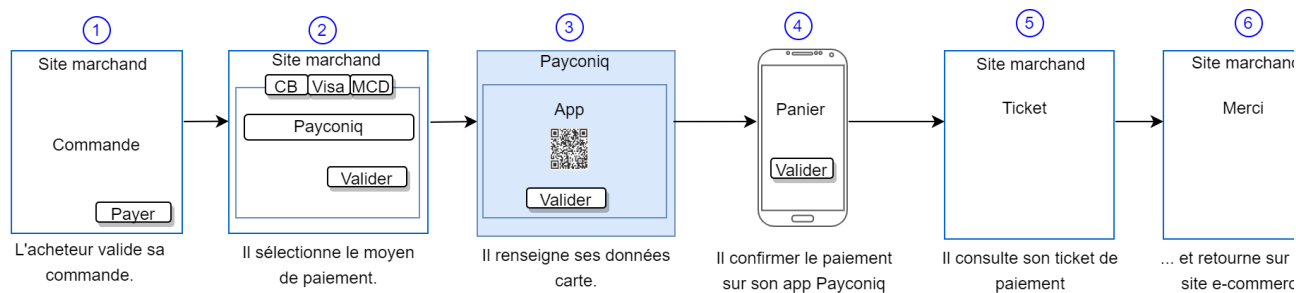 1
Site marchand
Commande
Payer
L'acheteur valide sa
commande.
2
Site marchand
CB Visa MCD
Payconiq
Valider
Il sélectionne le moyen
de paiement.
3
Payconiq
App
Valider
Il renseigne ses données
carte.
4
Panier
Valider
Il confirmer le paiement
sur son app Payconiq
5
Site marchand
Ticket
Il consulte son ticket de
paiement
6
Site marchand
Merci
... et retourne sur
site e-commerc